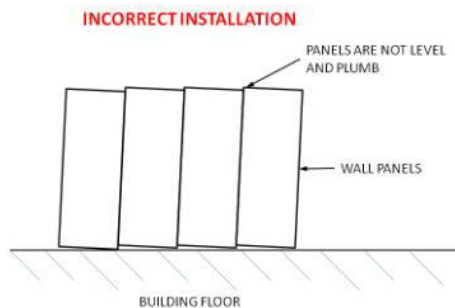 INCORRECT INSTALLATION
PANELS ARE NOT LEVEL
AND PLUMB
WALL PANELS
BUILDING FLOOR